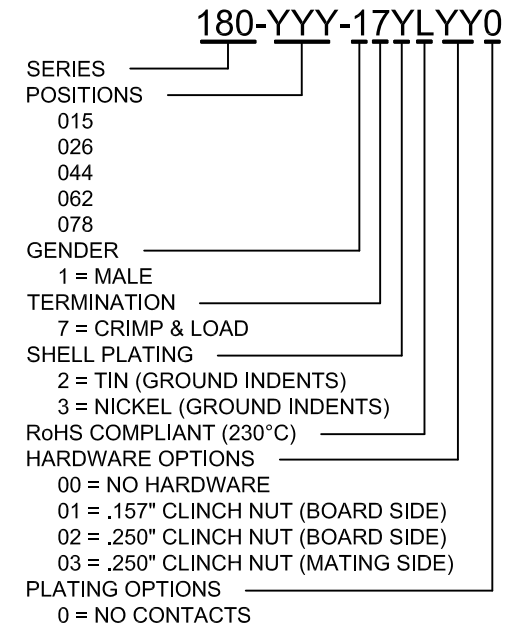 180-YYY-17YLYY0
SERIES
POSITIONS
015
026
044
062
078
GENDER
1 = MALE
TERMINATION
7 = CRIMP & LOAD
SHELL PLATING
2 = TIN (GROUND INDENTS)
3 = NICKEL (GROUND INDENTS)
RoHS COMPLIANT (230°C)
HARDWARE OPTIONS
00 = NO HARDWARE
01 = .157" CLINCH NUT (BOARD SIDE)
02 = .250" CLINCH NUT (BOARD SIDE)
03 = .250" CLINCH NUT (MATING SIDE)
PLATING OPTIONS
0 = NO CONTACTS